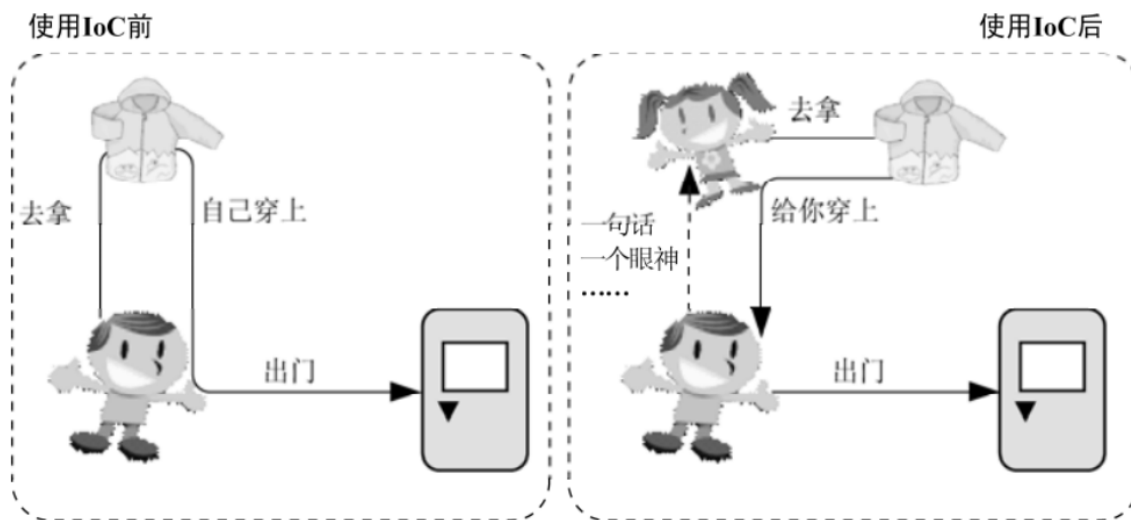 使用IoC前
去拿
自己穿上
出门
使用IoC后
去拿
给你穿上
一句话
一个眼神
……
出门